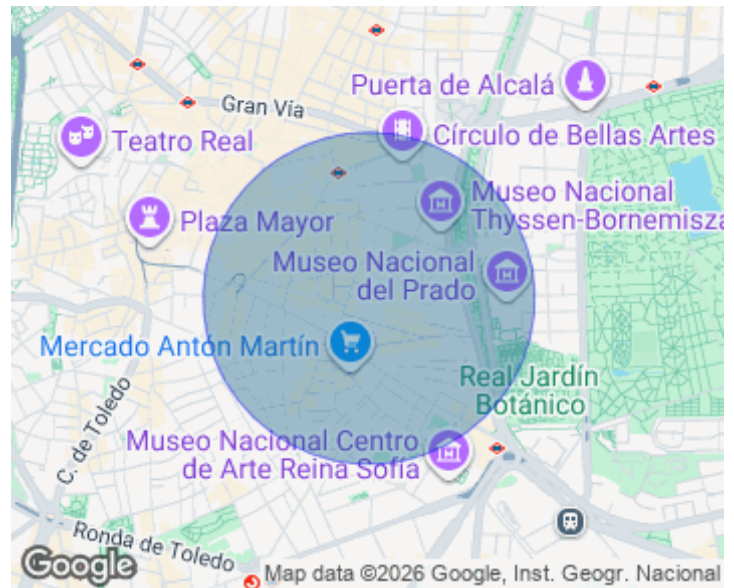 Puerta de Alcalá
Gran Vía
Teatro Real
Círculo de Bellas Artes
Museo Nacional
Thyssen-Bornemisza
Plaza Mayor
Museo Nacional
del Prado
Mercado Antón Martín
Real Jardín
Botánico
C. de Toledo
Museo Nacional Centro
de Arte Reina Sofía
Ronda de Toledo
Google
Map data ©2026 Google, Inst. Geogr. Nacional